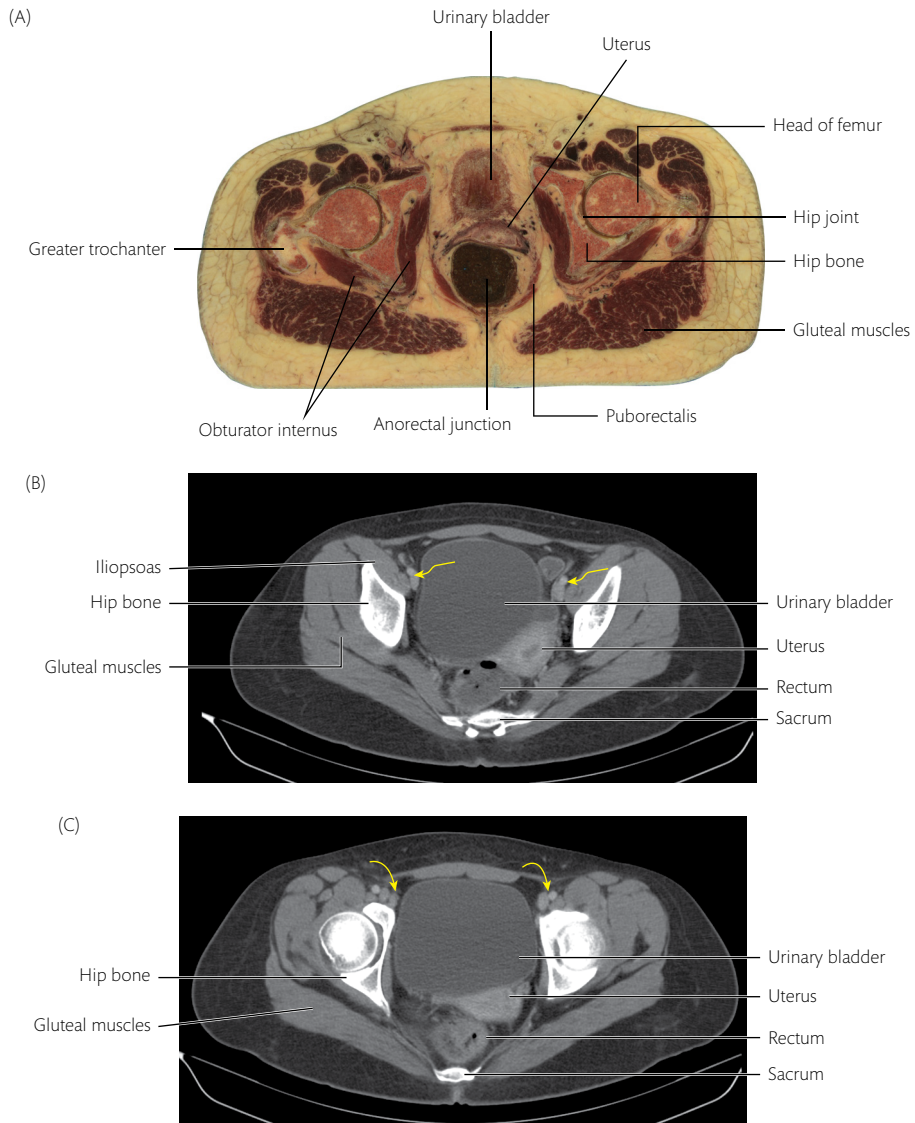 (A)
Urinary bladder
Uterus
Head of femur
Hip joint
Greater trochanter
Hip bone
Gluteal muscles
Obturator internus
Anorectal junction
Puborectalis
(B)
Iliopsoas
Hip bone
Urinary bladder
Uterus
Gluteal muscles
Rectum
Sacrum
(C)
Urinary bladder
Hip bone
Uterus
Gluteal muscles
Rectum
Sacrum